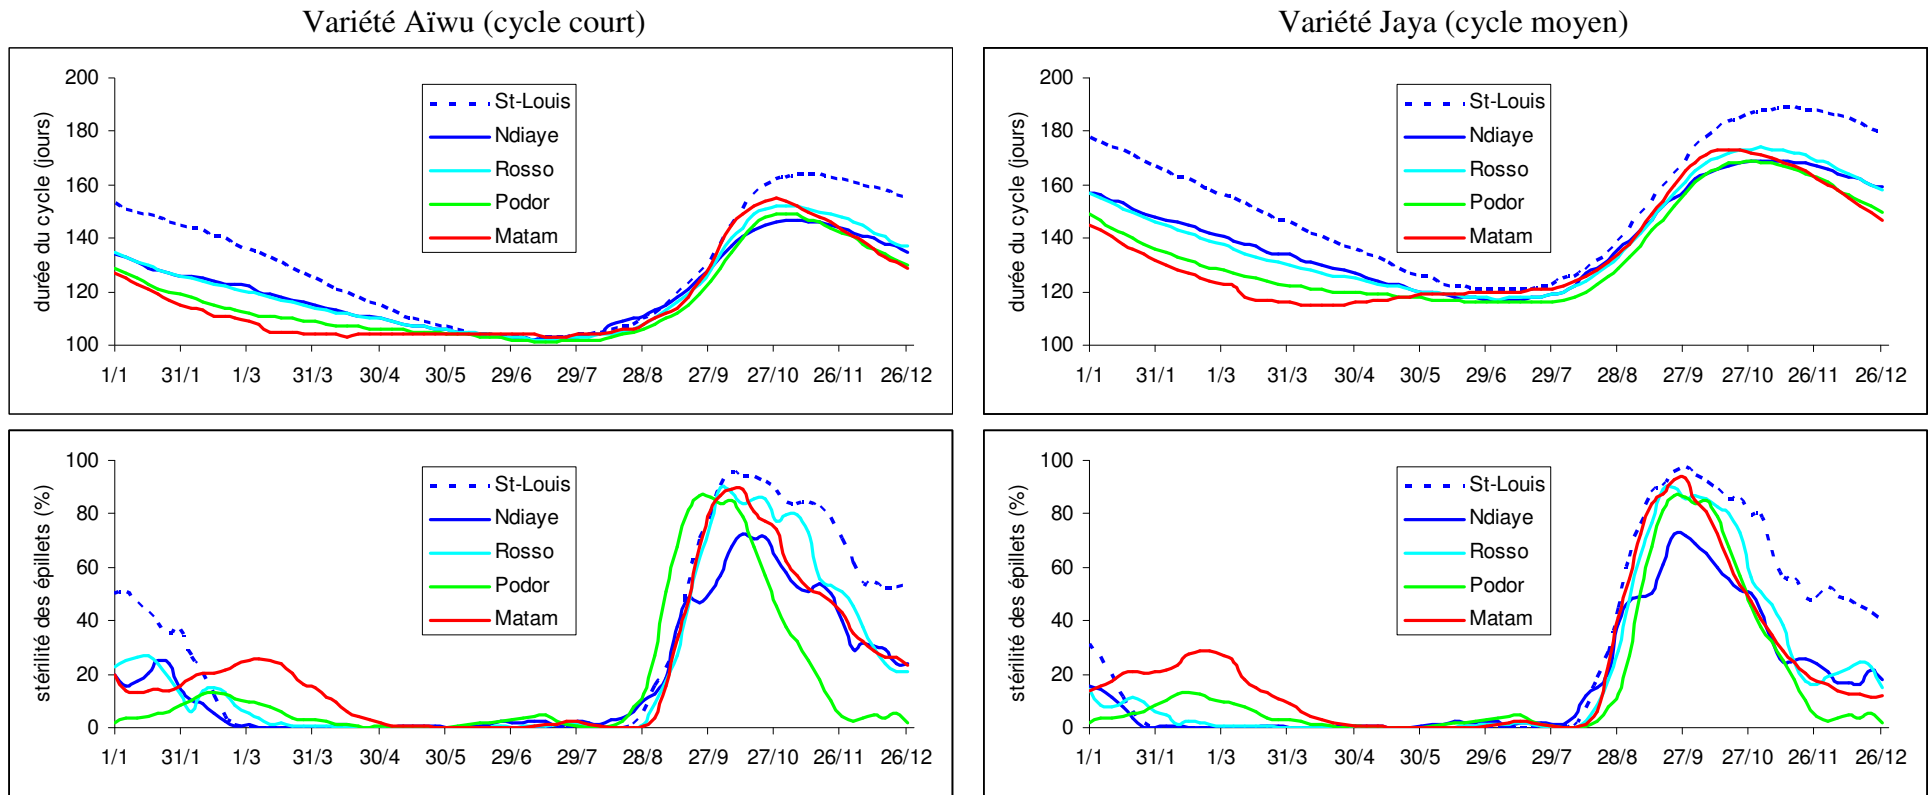 Variété Aïwu (cycle court)
durée du cycle (jours)
200
180
160
140
120
100
St-Louis
Ndiaye
Rosso
Podor
Matam
1/1 31/1 1/3 31/3 30/4 30/5 29/6 29/7 28/8 27/9 27/10 26/11 26/12
Variété Jaya (cycle moyen)
durée du cycle (jours)
200
180
160
140
120
100
St-Louis
Ndiaye
Rosso
Podor
Matam
1/1 31/1 1/3 31/3 30/4 30/5 29/6 29/7 28/8 27/9 27/10 26/11 26/12
stérilité des épillets (%)
100
80
60
40
20
0
St-Louis
Ndiaye
Rosso
Podor
Matam
1/1 31/1 1/3 31/3 30/4 30/5 29/6 29/7 28/8 27/9 27/10 26/11 26/12
stérilité des épillets (%)
100
80
60
40
20
0
St-Louis
Ndiaye
Rosso
Podor
Matam
1/1 31/1 1/3 31/3 30/4 30/5 29/6 29/7 28/8 27/9 27/10 26/11 26/12